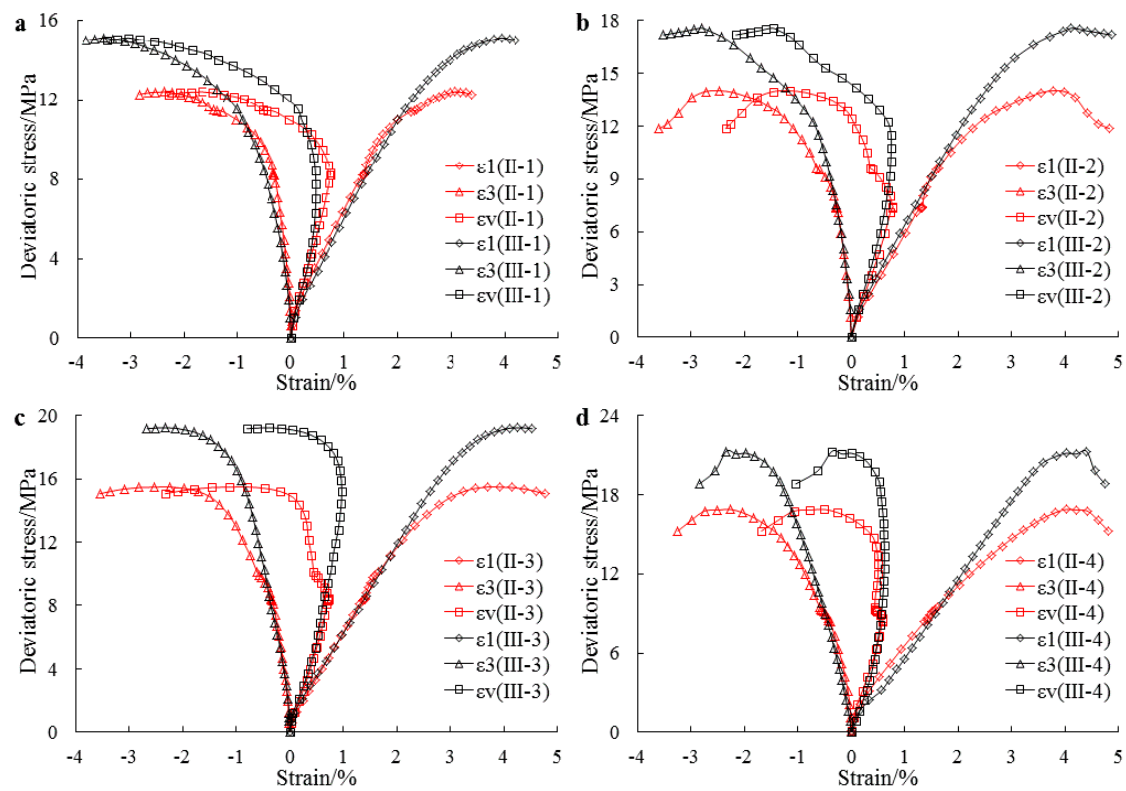 a
Deviatoric stress/MPa
16
12
8
4
0
-4 -3 -2 -1 0 1 2 3 4 5
Strain/%
ε1(II-1)
ε3(II-1)
εv(II-1)
ε1(III-1)
ε3(III-1)
εv(III-1)
b
Deviatoric stress/MPa
18
15
12
9
6
3
0
-4 -3 -2 -1 0 1 2 3 4 5
Strain/%
ε1(II-2)
ε3(II-2)
εv(II-2)
ε1(III-2)
ε3(III-2)
εv(III-2)
c
Deviatoric stress/MPa
20
16
12
8
4
0
-4 -3 -2 -1 0 1 2 3 4 5
Strain/%
ε1(II-3)
ε3(II-3)
εv(II-3)
ε1(III-3)
ε3(III-3)
εv(III-3)
d
Deviatoric stress/MPa
24
18
12
6
0
-4 -3 -2 -1 0 1 2 3 4 5
Strain/%
ε1(II-4)
ε3(II-4)
εv(II-4)
ε1(III-4)
ε3(III-4)
εv(III-4)